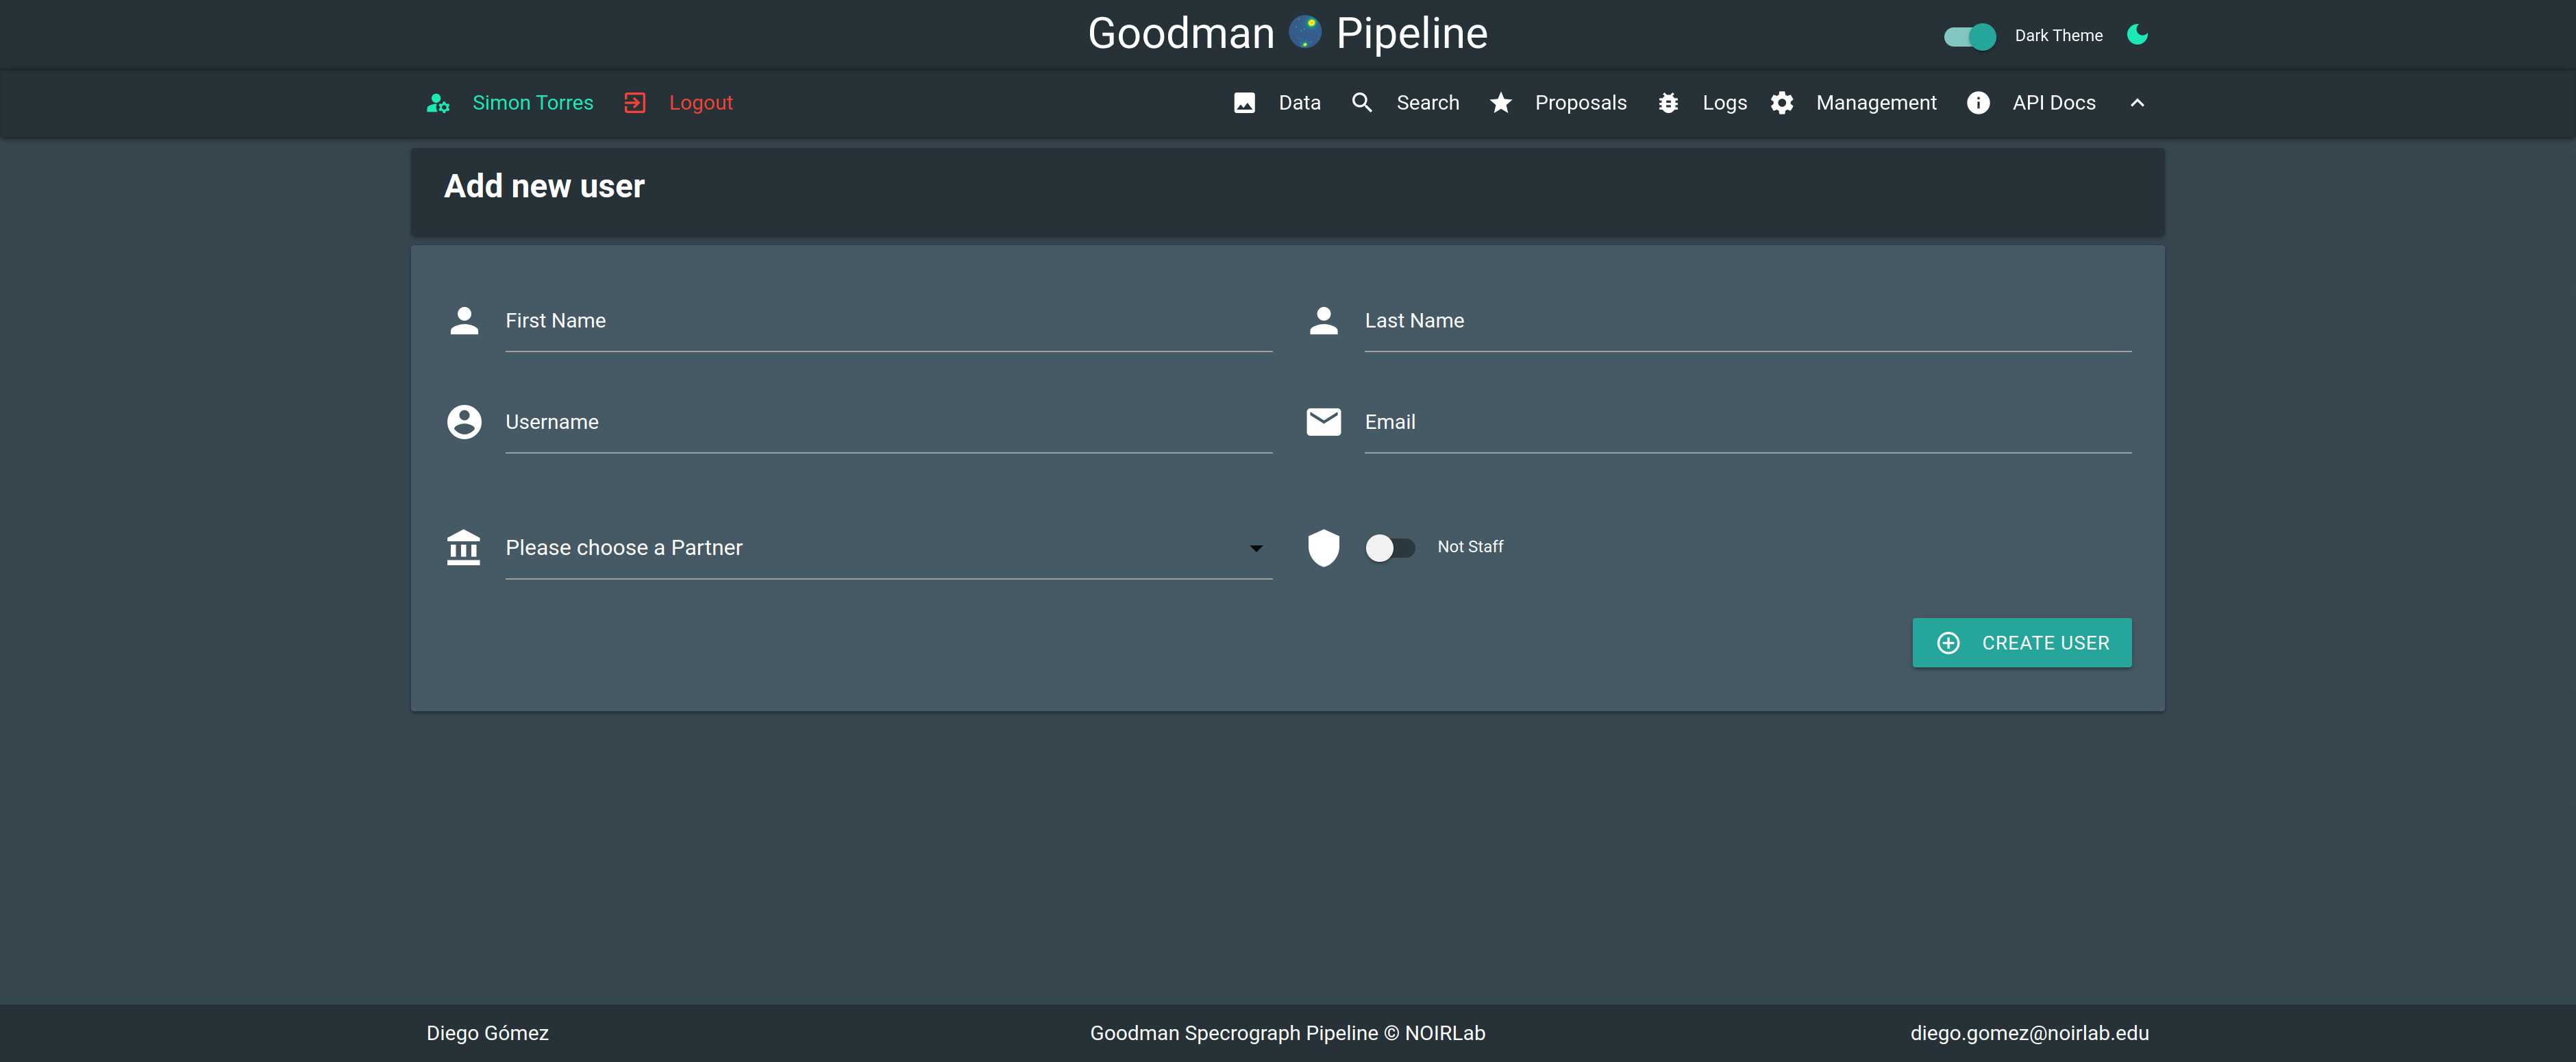 Goodman Pipeline
Dark Theme
Simon Torres Logout Data Search Proposals Logs Management API Docs
Add new user
First Name Last Name
Username Email
Please choose a Partner Not Staff
CREATE USER
Diego Gómez Goodman Specrograph Pipeline © NOIRLab diego.gomez@noirlab.edu